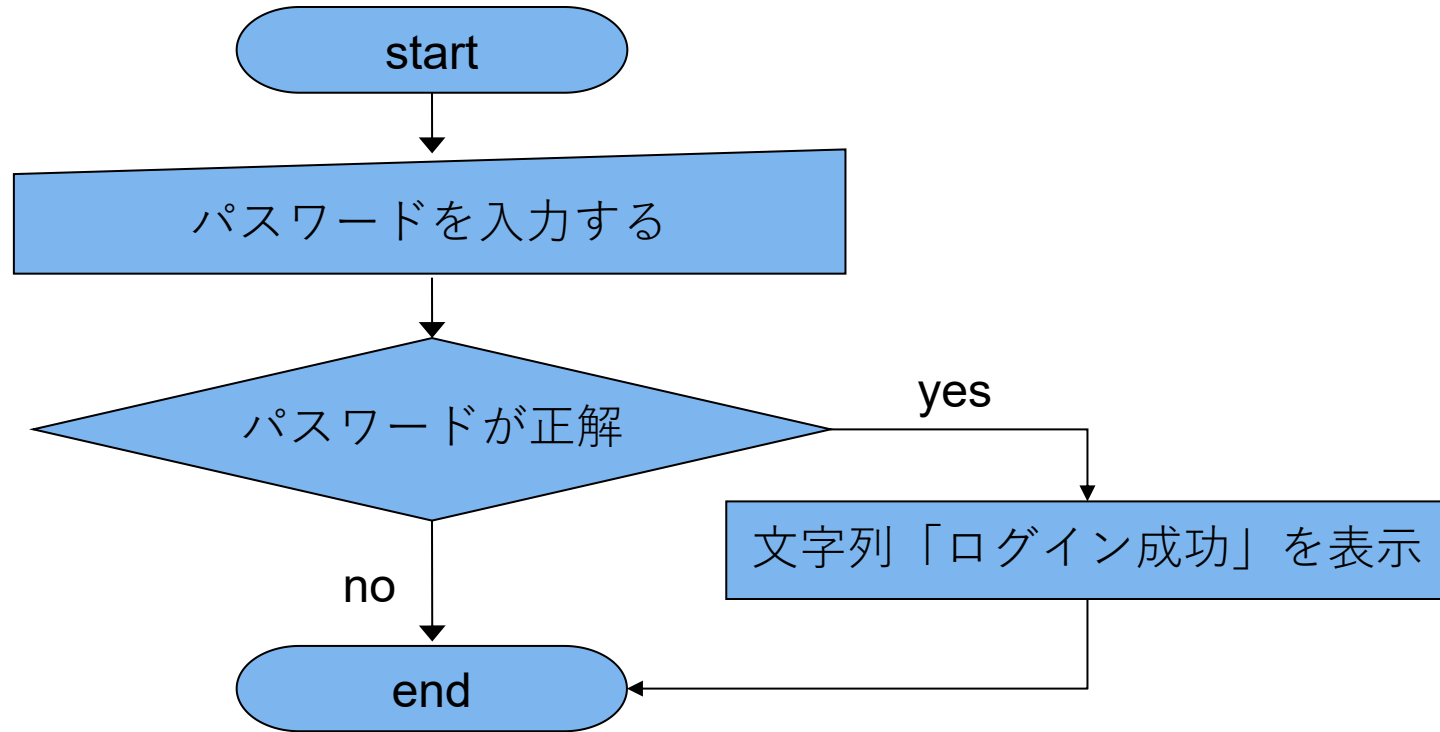 start
パスワードを入力する
パスワードが正解
yes
文字列「ログイン成功」を表示
no
end